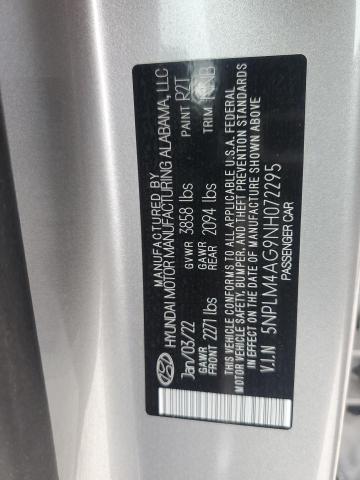 MANUFACTURED BY
HYUNDAI MOTOR MANUFACTURING ALABAMA, LLC
Jan/03/22 GVWR 3858 lbs PAINT R2T
GAWR FRONT 2271 lbs GAWR REAR 2094 lbs TRIM
THIS VEHICLE CONFORMS TO ALL APPLICABLE U.S.A. FEDERAL
MOTOR VEHICLE SAFETY, BUMPER, AND THEFT PREVENTION STANDARDS
IN EFFECT ON THE DATE OF MANUFACTURE SHOWN ABOVE.
V.I.N 5NPLM4AG9NH072295
PASSENGER CAR